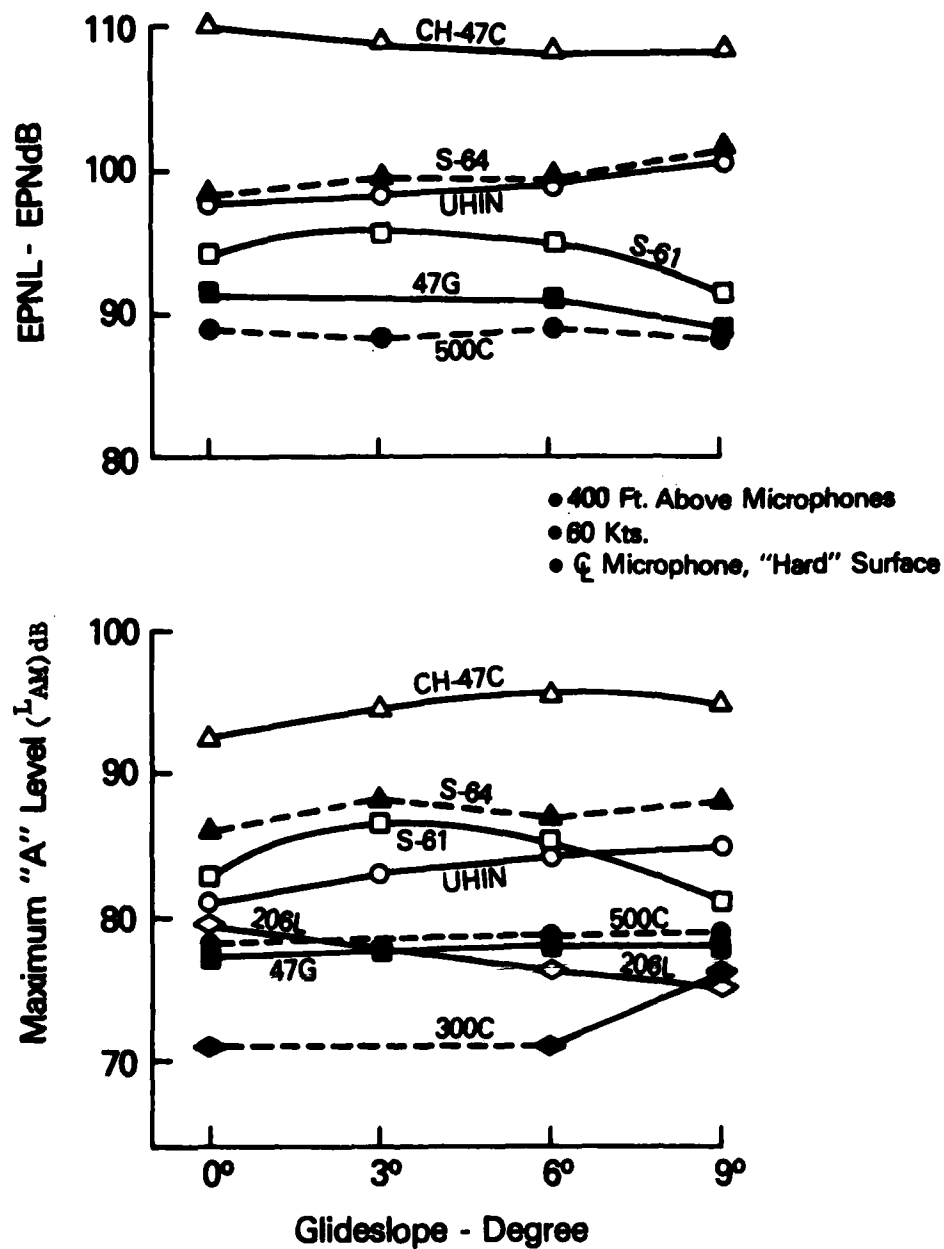 EPNL - EPNdB
110
100
90
80
CH-47C
S-64
UHIN
S-61
47G
500C
● 400 Ft. Above Microphones
● 60 Kts.
● ℄ Microphone, "Hard" Surface
Maximum "A" Level (LAM) dB
100
90
80
70
CH-47C
S-64
S-61
UHIN
206L
500C
47G
206L
300C
0° 3° 6° 9°
Glideslope - Degree